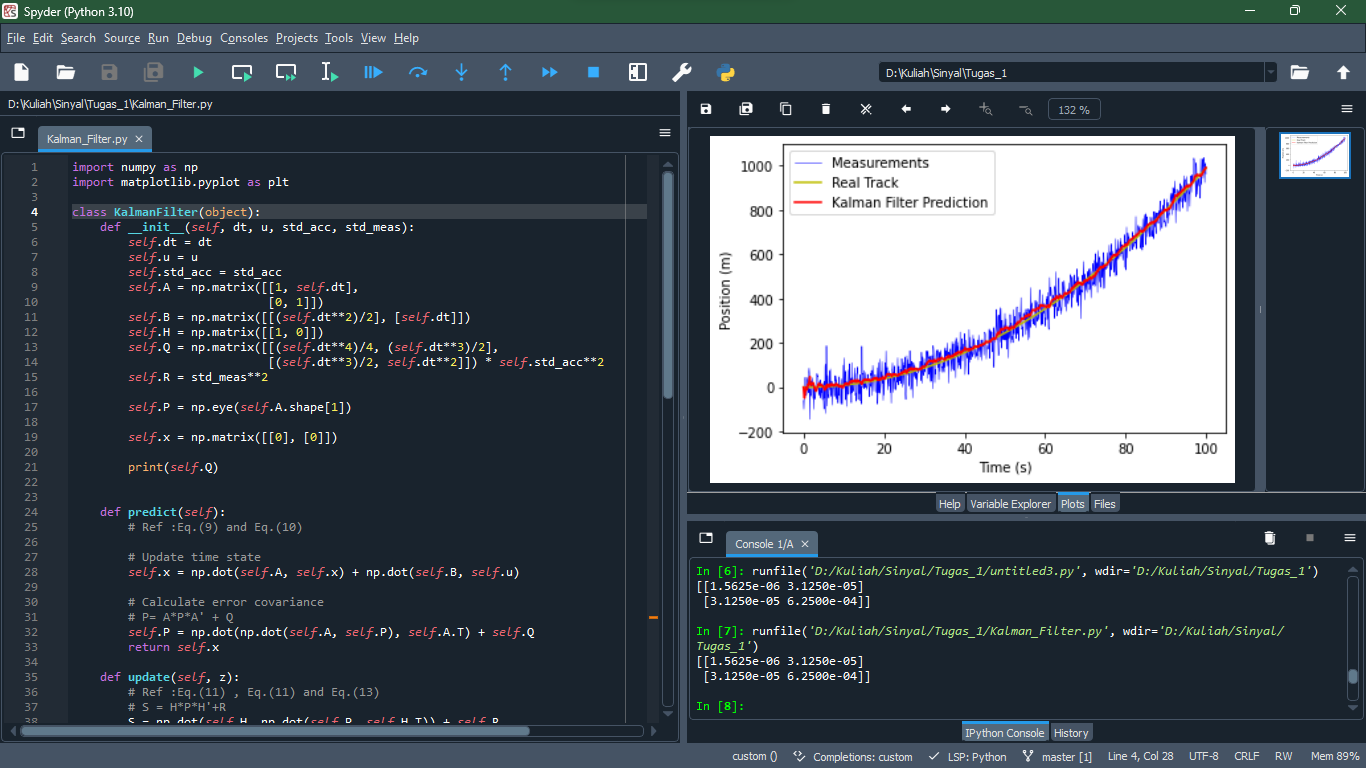 Spyder (Python 3.10)
File Edit Search Source Run Debug Consoles Projects Tools View Help
D:\Kuliah\Sinyal\Tugas_1
D:\Kuliah\Sinyal\Tugas_1\Kalman_Filter.py
Kalman_Filter.py
1 import numpy as np
2 import matplotlib.pyplot as plt
3
4 class KalmanFilter(object):
5 def __init__(self, dt, u, std_acc, std_meas):
6 self.dt = dt
7 self.u = u
8 self.std_acc = std_acc
9 self.A = np.matrix([[1, self.dt],
10 [0, 1]])
11 self.B = np.matrix([[(self.dt**2)/2], [self.dt]])
12 self.H = np.matrix([[1, 0]])
13 self.Q = np.matrix([[(self.dt**4)/4, (self.dt**3)/2],
14 [(self.dt**3)/2, self.dt**2]]) * self.std_acc**2
15 self.R = std_meas**2
16
17 self.P = np.eye(self.A.shape[1])
18
19 self.x = np.matrix([[0], [0]])
20
21 print(self.Q)
22
23
24 def predict(self):
25 # Ref :Eq.(9) and Eq.(10)
26
27 # Update time state
28 self.x = np.dot(self.A, self.x) + np.dot(self.B, self.u)
29
30 # Calculate error covariance
31 # P= A*P*A' + Q
32 self.P = np.dot(np.dot(self.A, self.P), self.A.T) + self.Q
33 return self.x
34
35 def update(self, z):
36 # Ref :Eq.(11) , Eq.(11) and Eq.(13)
37 # S = H*P*H'+R
38 S = np.dot(self.H, np.dot(self.P, self.H.T)) + self.R
132 %
Measurements
Real Track
Kalman Filter Prediction
1000
800
600
400
200
0
−200
Position (m)
0 20 40 60 80 100
Time (s)
Help Variable Explorer Plots Files
Console 1/A
In [6]: runfile('D:/Kuliah/Sinyal/Tugas_1/untitled3.py', wdir='D:/Kuliah/Sinyal/Tugas_1')
[[1.5625e-06 3.1250e-05]
[3.1250e-05 6.2500e-04]]
In [7]: runfile('D:/Kuliah/Sinyal/Tugas_1/Kalman_Filter.py', wdir='D:/Kuliah/Sinyal/
Tugas_1')
[[1.5625e-06 3.1250e-05]
[3.1250e-05 6.2500e-04]]
In [8]:
IPython Console History
custom () Completions: custom LSP: Python master [1] Line 4, Col 28 UTF-8 CRLF RW Mem 89%